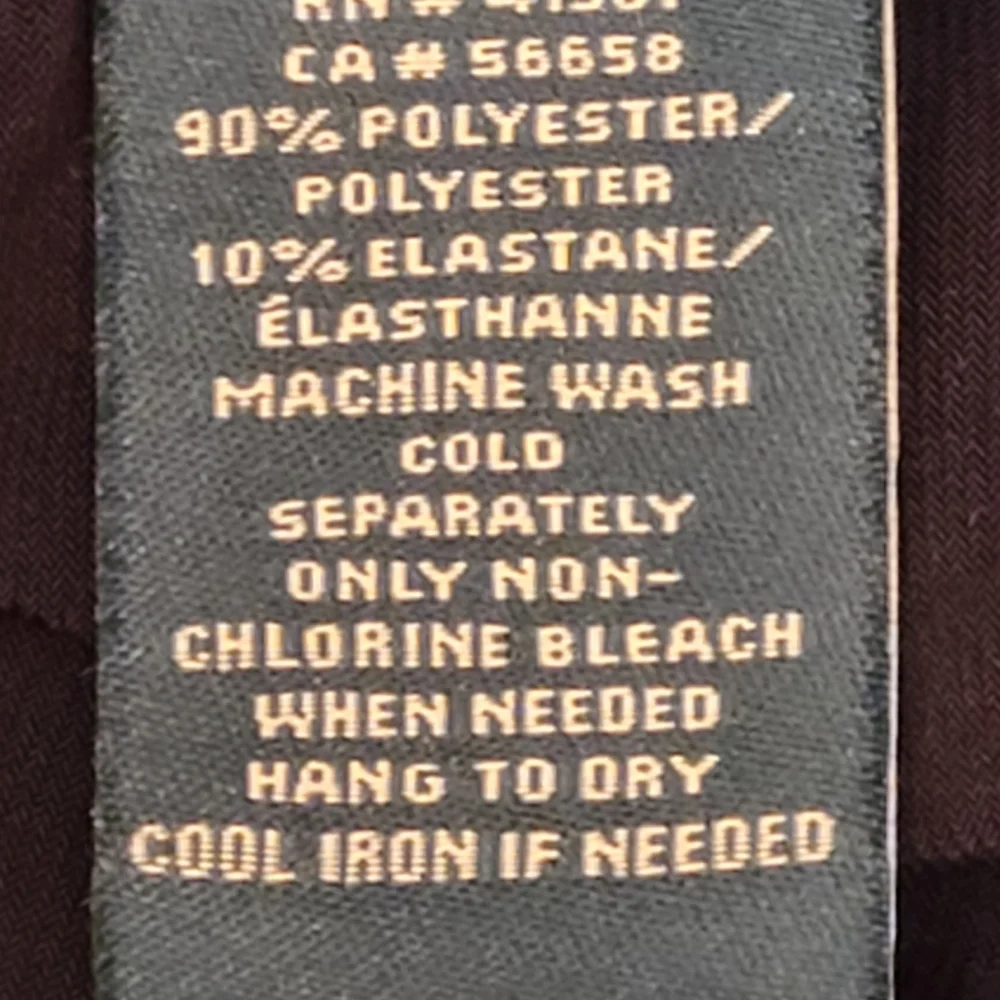 RN #
CA # 56658
90% POLYESTER/
POLYESTER
10% ELASTANE/
ÉLASTHANNE
MACHINE WASH
COLD
SEPARATELY
ONLY NON-
CHLORINE BLEACH
WHEN NEEDED
HANG TO DRY
COOL IRON IF NEEDED